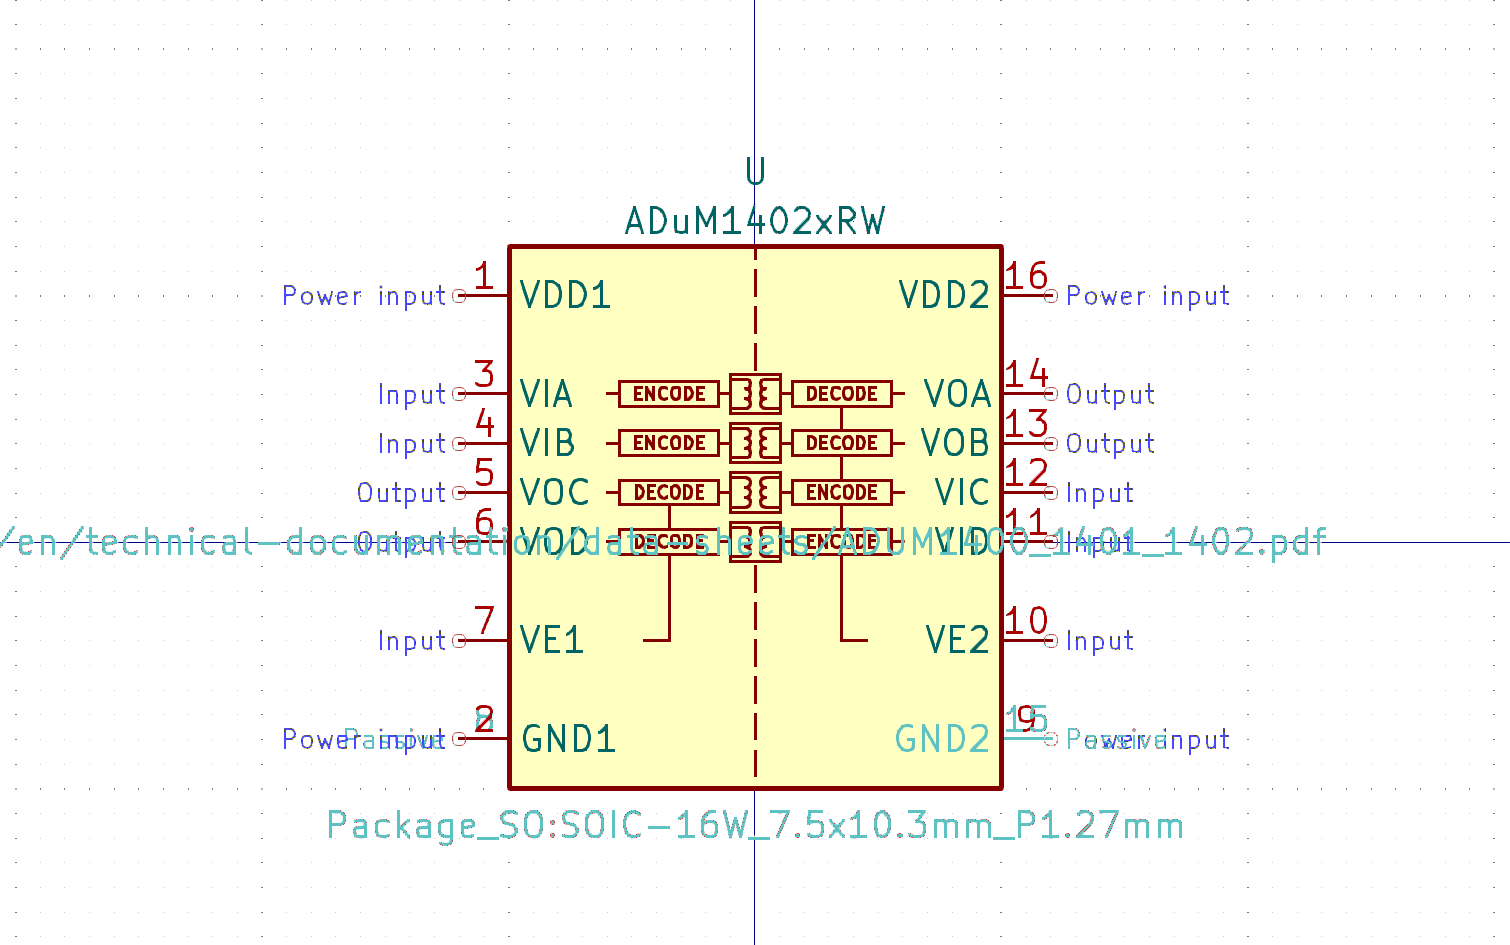 U
ADuM1402xRW
Power input 1 VDD1 VDD2 16 Power input
Input 3 VIA ENCODE DECODE VOA 14 Output
Input 4 VIB ENCODE DECODE VOB 13 Output
Output 5 VOC DECODE ENCODE VIC 12 Input
Output 6 VOD DECODE ENCODE VID 11 Input
/en/technical-documentation/data-sheets/ADUM1400_1401_1402.pdf
Input 7 VE1 VE2 10 Input
Power input Passive 2 8 GND1 GND2 9 15 Power input Passive
Package_SO:SOIC-16W_7.5x10.3mm_P1.27mm